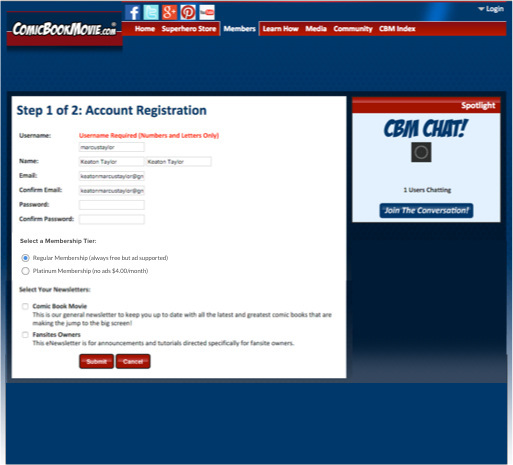 Login
COMICBOOKMOVIE.com
Home Superhero Store Members Learn How Media Community CBM Index
Step 1 of 2: Account Registration
Username: Username Required (Numbers and Letters Only)
marcustaylor
Name: Keaton Taylor Keaton Taylor
Email: keatonmarcustaylor@gm
Confirm Email: keatonmarcustaylor@gm
Password:
Confirm Password:
Select a Membership Tier:
Regular Membership (always free but ad supported)
Platinum Membership (no ads $4.00/month)
Select Your Newsletters:
Comic Book Movie
This is our general newsletter to keep you up to date with all the latest and greatest comic books that are
making the jump to the big screen!
Fansites Owners
This eNewsletter is for announcements and tutorials directed specifically for fansite owners.
Submit Cancel
Spotlight
CBM CHAT!
1 Users Chatting
Join The Conversation!